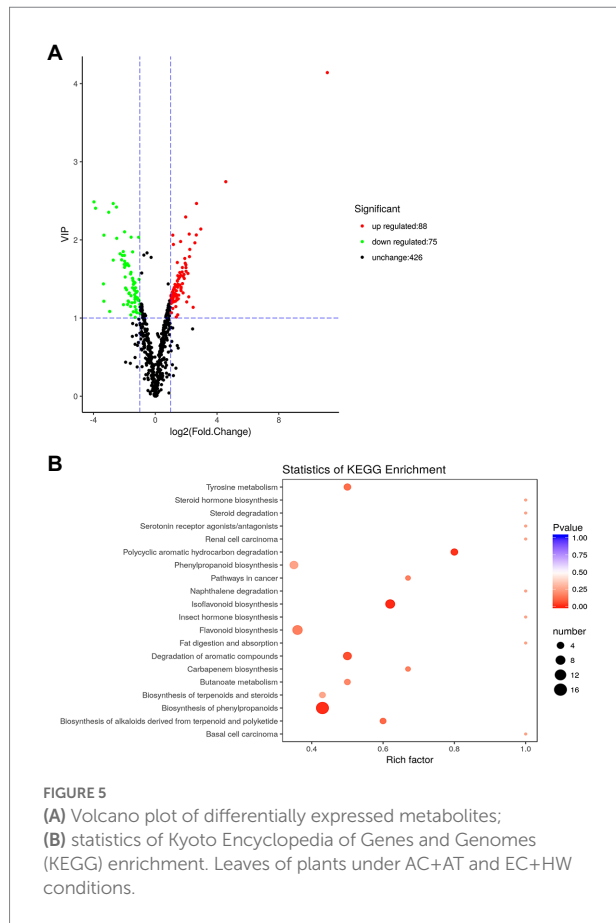 A
4
3
2
1
0
VIP
-4
0
4
8
log2(Fold.Change)
Significant
up regulated:88
down regulated:75
unchange:426
B
Statistics of KEGG Enrichment
Tyrosine metabolism
Steroid hormone biosynthesis
Steroid degradation
Serotonin receptor agonists/antagonists
Renal cell carcinoma
Polycyclic aromatic hydrocarbon degradation
Phenylpropanoid biosynthesis
Pathways in cancer
Naphthalene degradation
Isoflavonoid biosynthesis
Insect hormone biosynthesis
Flavonoid biosynthesis
Fat digestion and absorption
Degradation of aromatic compounds
Carbapenem biosynthesis
Butanoate metabolism
Biosynthesis of terpenoids and steroids
Biosynthesis of phenylpropanoids
Biosynthesis of alkaloids derived from terpenoid and polyketide
Basal cell carcinoma
0.4
0.6
0.8
1.0
Rich factor
Pvalue
1.00
0.75
0.50
0.25
0.00
number
4
8
12
16
FIGURE 5
(A) Volcano plot of differentially expressed metabolites;
(B) statistics of Kyoto Encyclopedia of Genes and Genomes
(KEGG) enrichment. Leaves of plants under AC+AT and EC+HW
conditions.